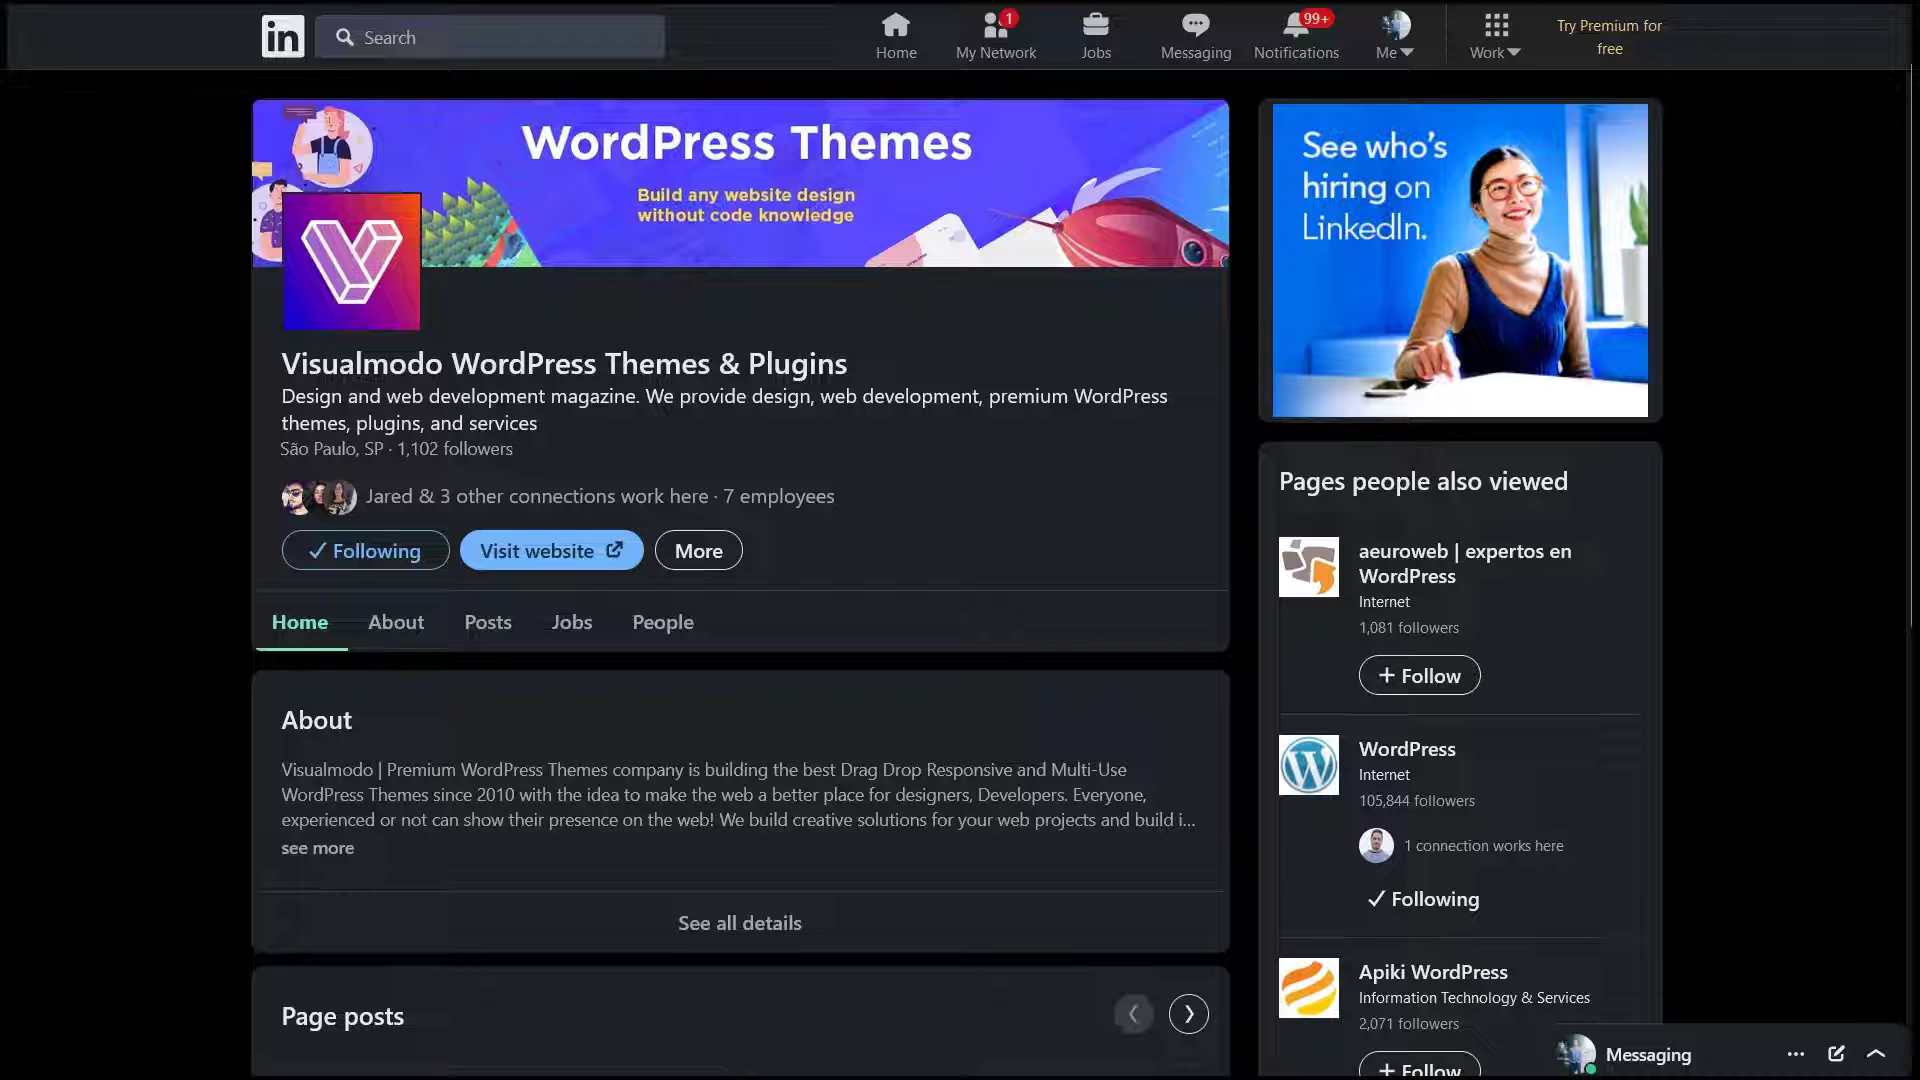 in
Search
Home
1
My Network
Jobs
Messaging
99+
Notifications
Me
Work
Try Premium for
free
WordPress Themes
Build any website design
without code knowledge
Visualmodo WordPress Themes & Plugins
Design and web development magazine. We provide design, web development, premium WordPress
themes, plugins, and services
São Paulo, SP · 1,102 followers
Jared & 3 other connections work here · 7 employees
Following
Visit website
More
Home
About
Posts
Jobs
People
About
Visualmodo | Premium WordPress Themes company is building the best Drag Drop Responsive and Multi-Use
WordPress Themes since 2010 with the idea to make the web a better place for designers, Developers. Everyone,
experienced or not can show their presence on the web! We build creative solutions for your web projects and build i...
see more
See all details
Page posts
See who's
hiring on
LinkedIn.
Pages people also viewed
aeuroweb | expertos en
WordPress
Internet
1,081 followers
+ Follow
WordPress
Internet
105,844 followers
1 connection works here
Following
Apiki WordPress
Information Technology & Services
2,071 followers
+ Follow
Messaging